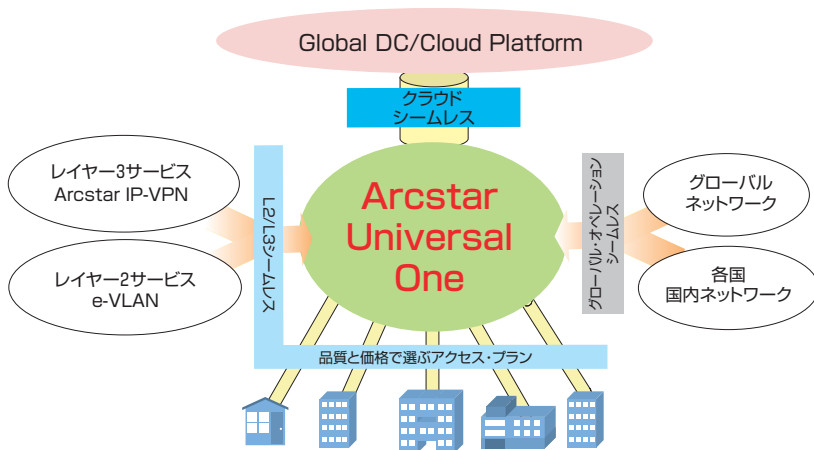 Global DC/Cloud Platform
クラウド
シームレス
レイヤー3サービス
Arcstar IP-VPN
レイヤー2サービス
e-VLAN
L2/L3シームレス
Arcstar
Universal
One
グローバル・オペレーション
シームレス
グローバル
ネットワーク
各国
国内ネットワーク
品質と価格で選ぶアクセス・プラン